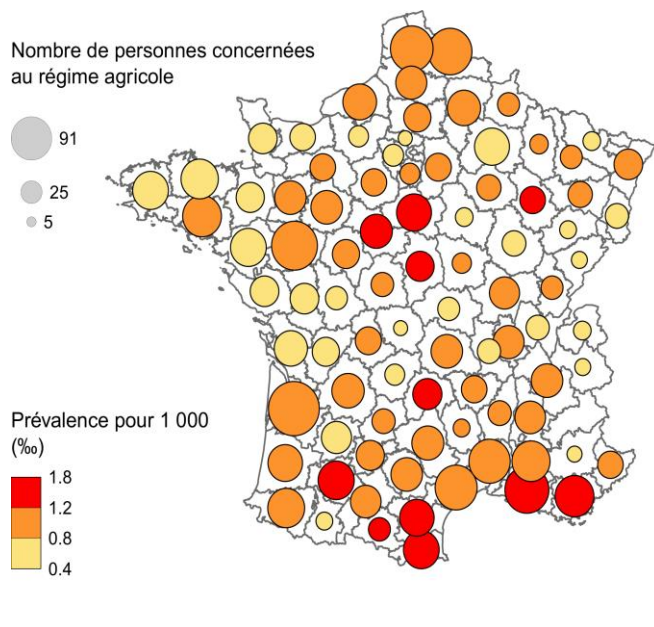 Nombre de personnes concernées
au régime agricole
91
25
5
Prévalence pour 1 000
(‰)
1.8
1.2
0.8
0.4